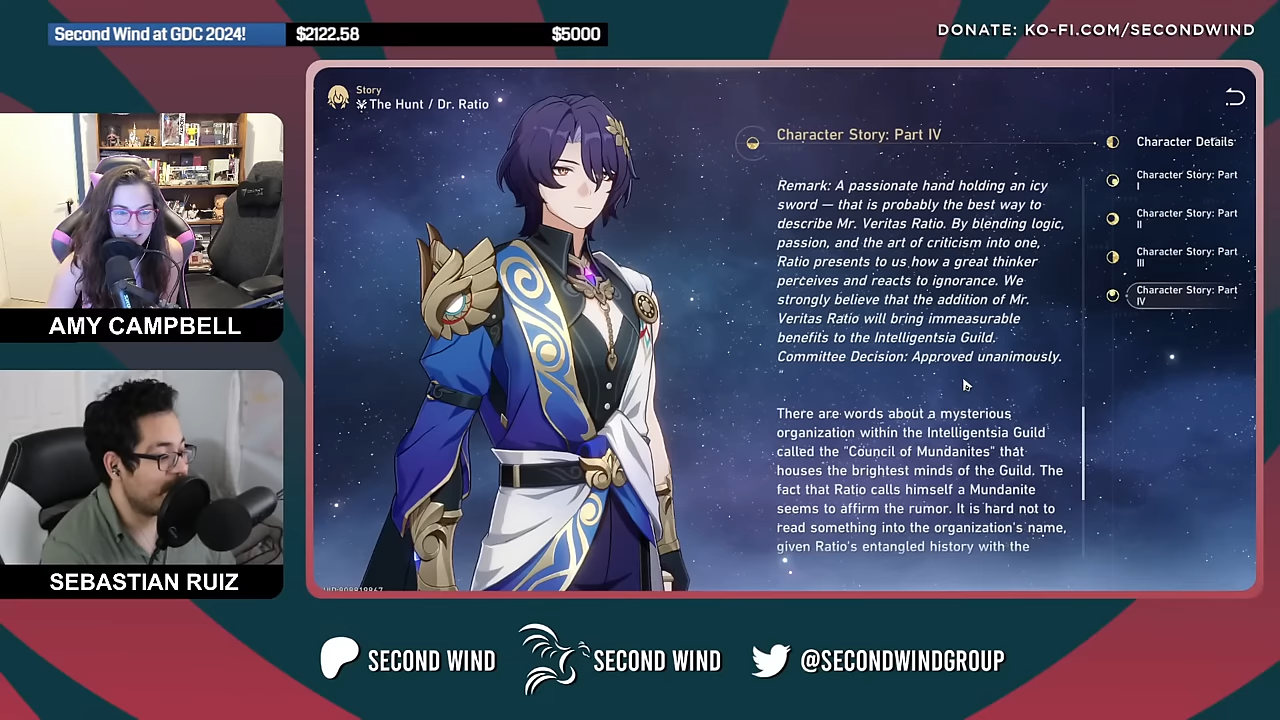 Second Wind at GDC 2024!
$2122.58
$5000
DONATE: KO-FI.COM/SECONDWIND
Story
The Hunt / Dr. Ratio
AMY CAMPBELL
SEBASTIAN RUIZ
Character Story: Part IV
Remark: A passionate hand holding an icy
sword — that is probably the best way to
describe Mr. Veritas Ratio. By blending logic,
passion, and the art of criticism into one,
Ratio presents to us how a great thinker
perceives and reacts to ignorance. We
strongly believe that the addition of Mr.
Veritas Ratio will bring immeasurable
benefits to the Intelligentsia Guild.
Committee Decision: Approved unanimously.
"
There are words about a mysterious
organization within the Intelligentsia Guild
called the "Council of Mundanites" that
houses the brightest minds of the Guild. The
fact that Ratio calls himself a Mundanite
seems to affirm the rumor. It is hard not to
read something into the organization's name,
given Ratio's entangled history with the
Character Details
Character Story: Part
I
Character Story: Part
II
Character Story: Part
III
Character Story: Part
IV
SECOND WIND
SECOND WIND
@SECONDWINDGROUP